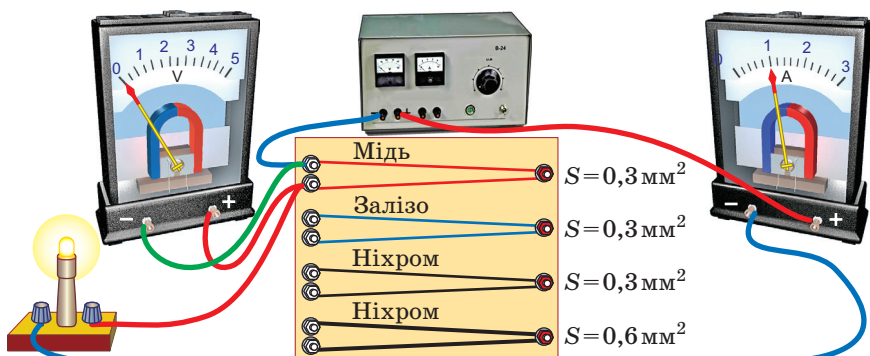 0 1 2 3 4 5
V
B-24
− +
0 1 2 3
A
Мідь
S=0,3 мм²
− +
Залізо
S=0,3 мм²
− +
Ніхром
S=0,3 мм²
Ніхром
S=0,6 мм²